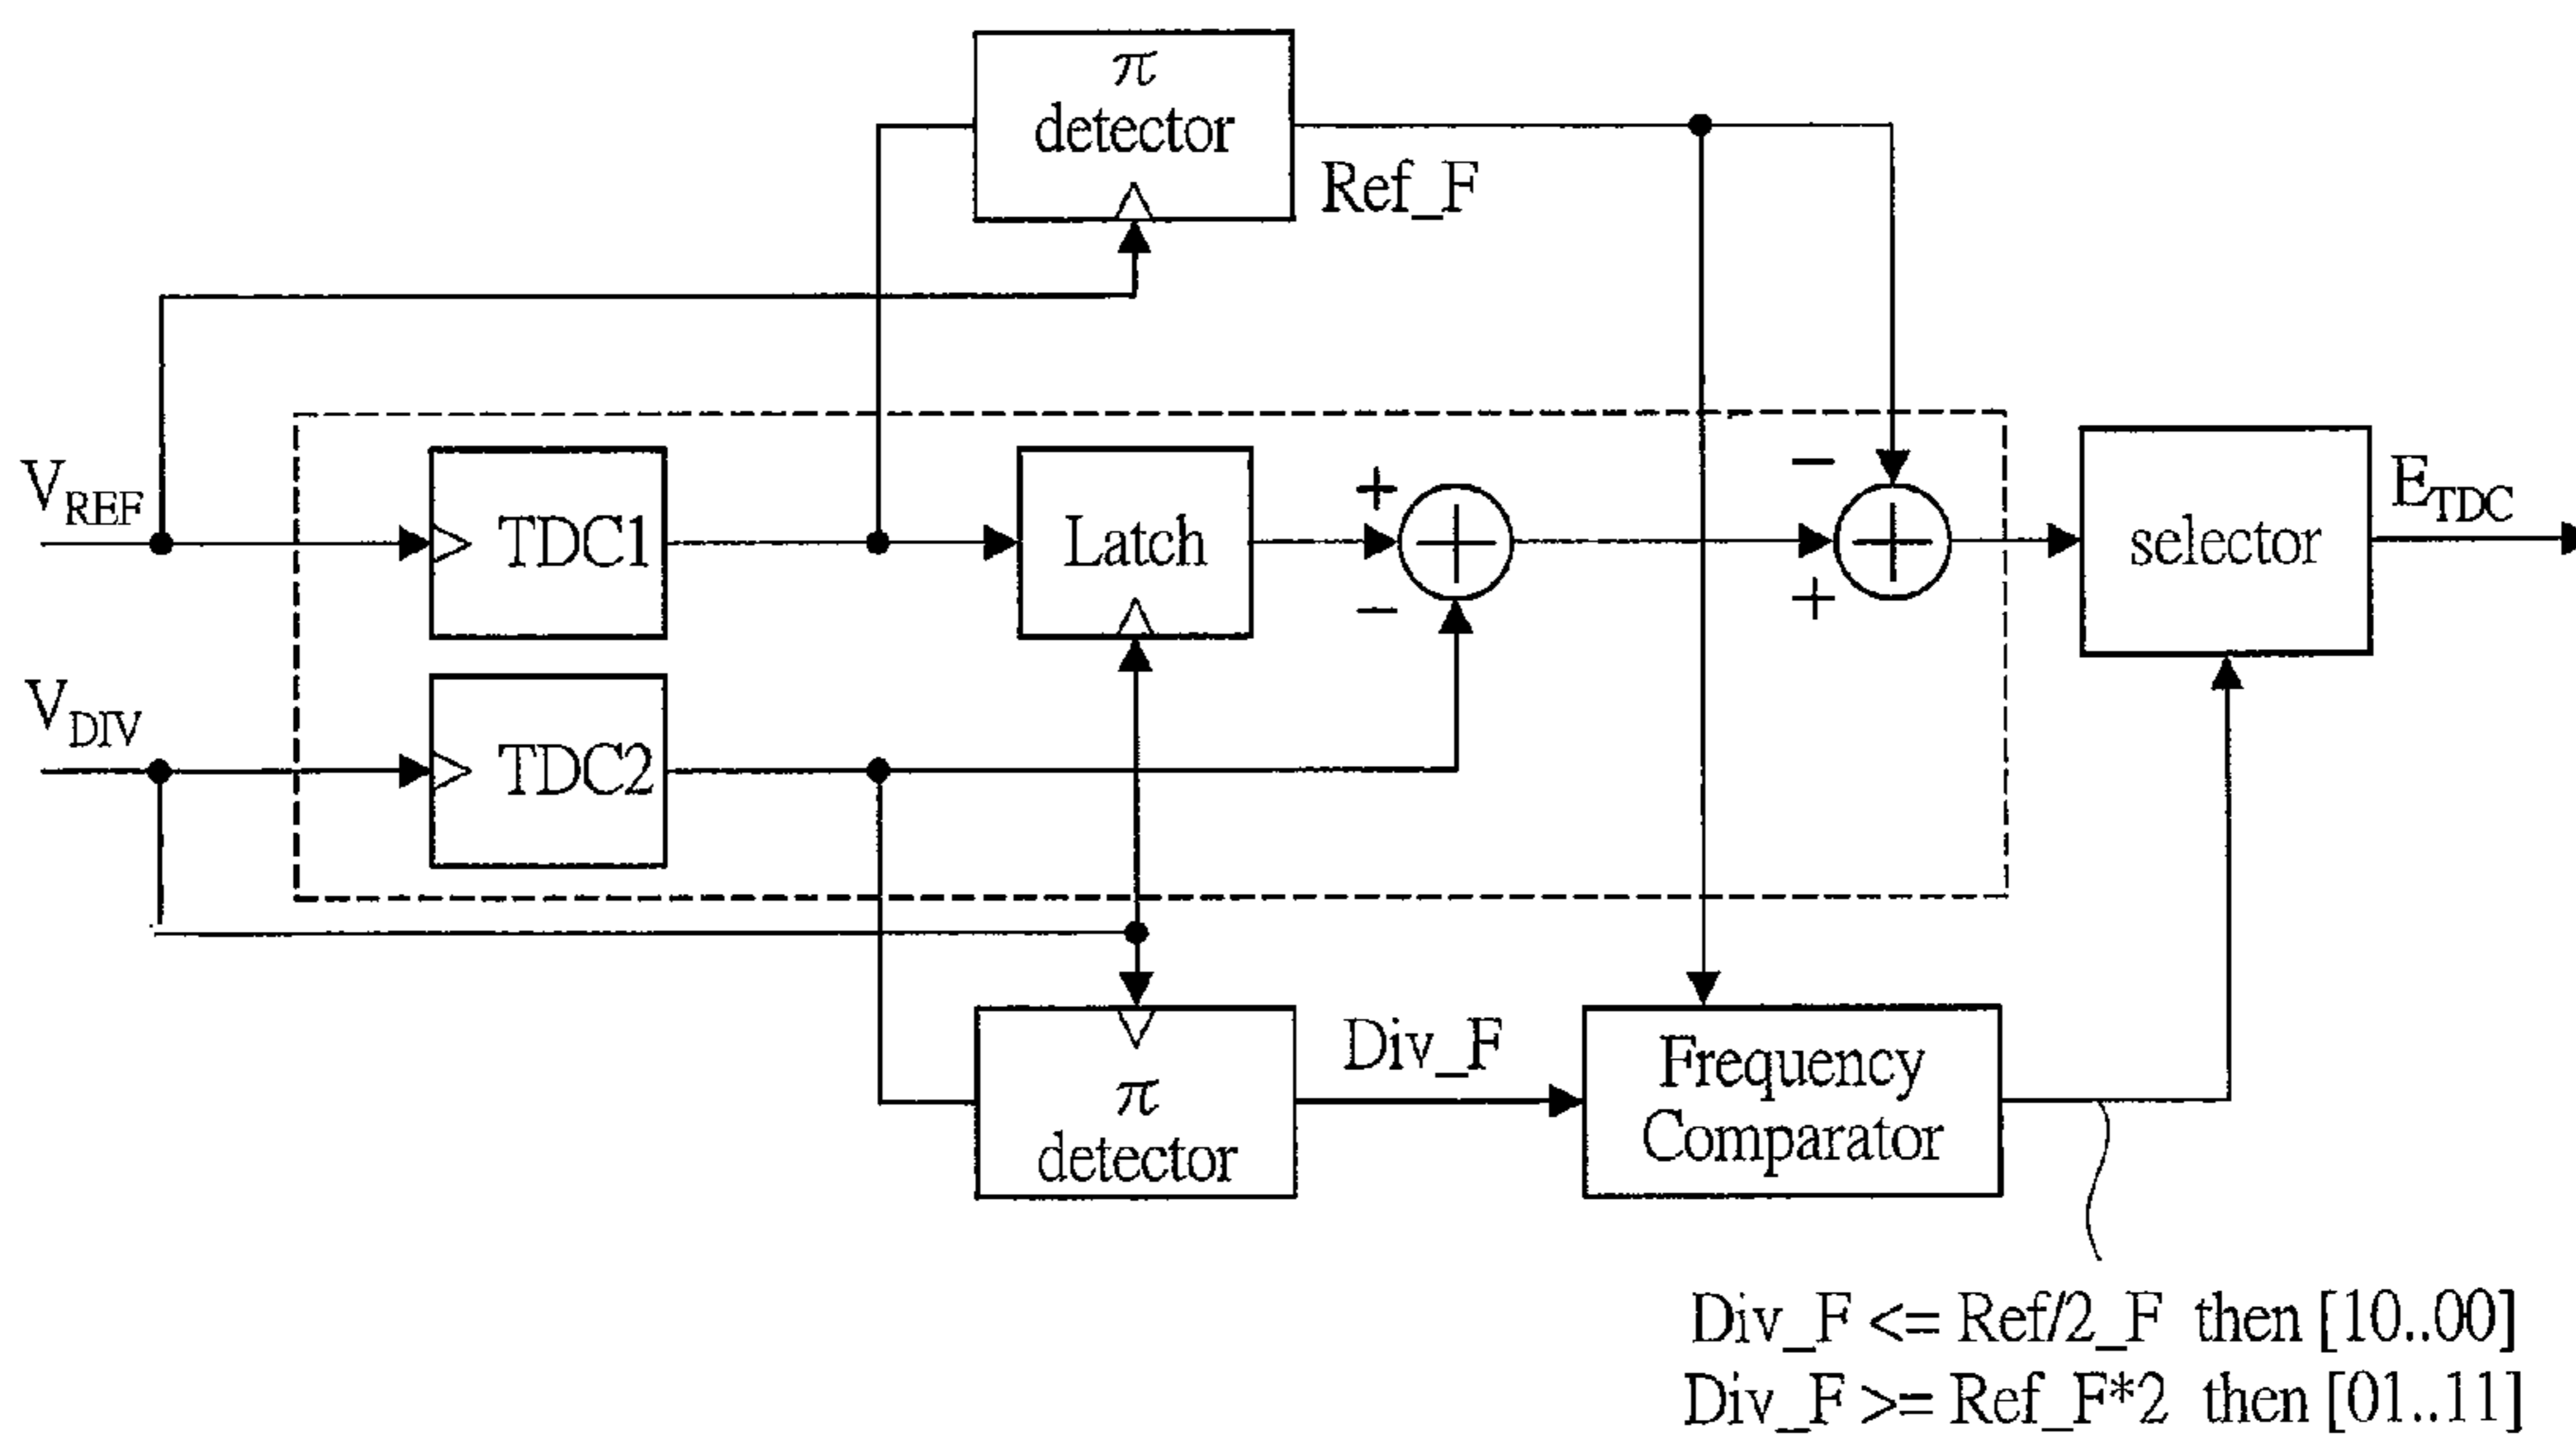 π
detector
Ref_F
V_REF
TDC1
Latch
+
−
−
+
selector
E_TDC
V_DIV
TDC2
Div_F
π
detector
Frequency
Comparator
Div_F <= Ref/2_F then [10..00]
Div_F >= Ref_F*2 then [01..11]